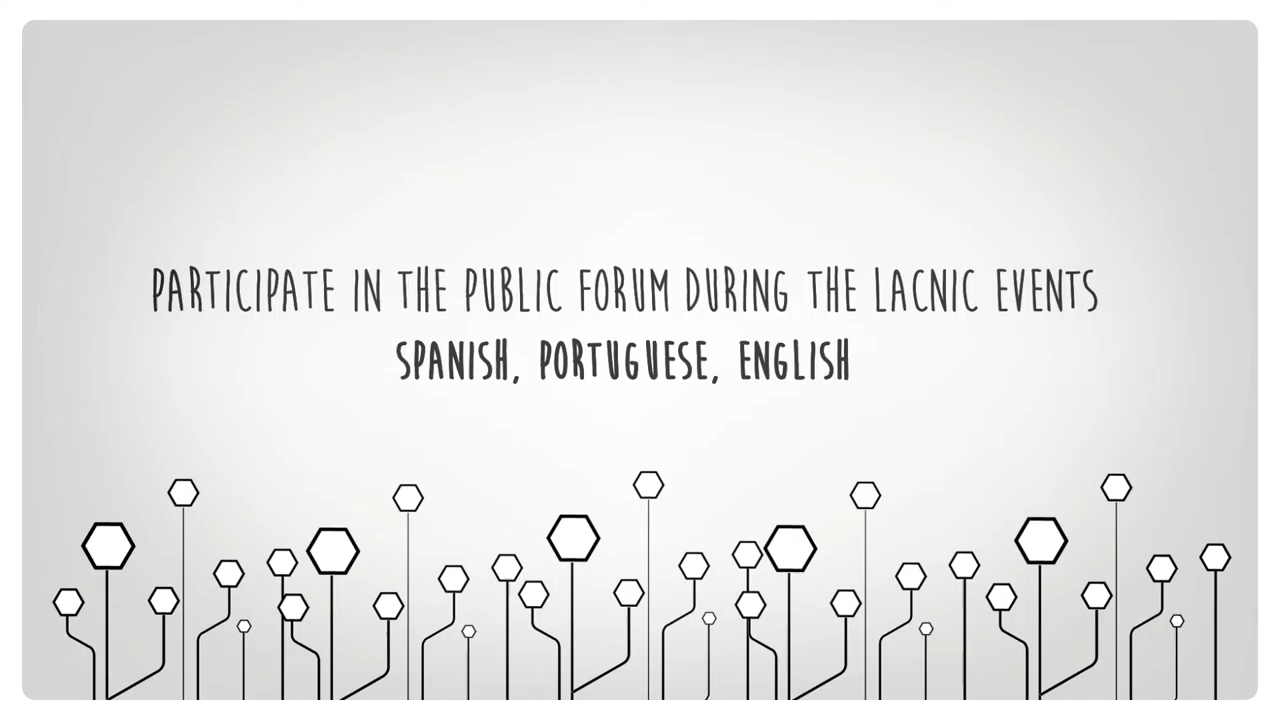 PARTICIPATE IN THE PUBLIC FORUM DURING THE LACNIC EVENTS
SPANISH, PORTUGUESE, ENGLISH